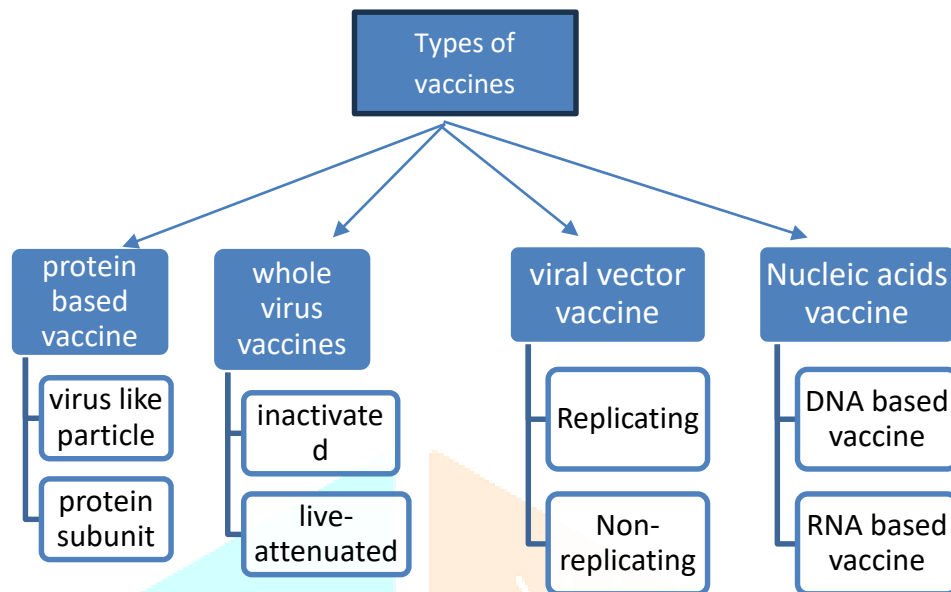 Types of
vaccines
protein
based
vaccine
virus like
particle
protein
subunit
whole
virus
vaccines
inactivate
d
live-
attenuated
viral vector
vaccine
Replicating
Non-
replicating
Nucleic acids
vaccine
DNA based
vaccine
RNA based
vaccine